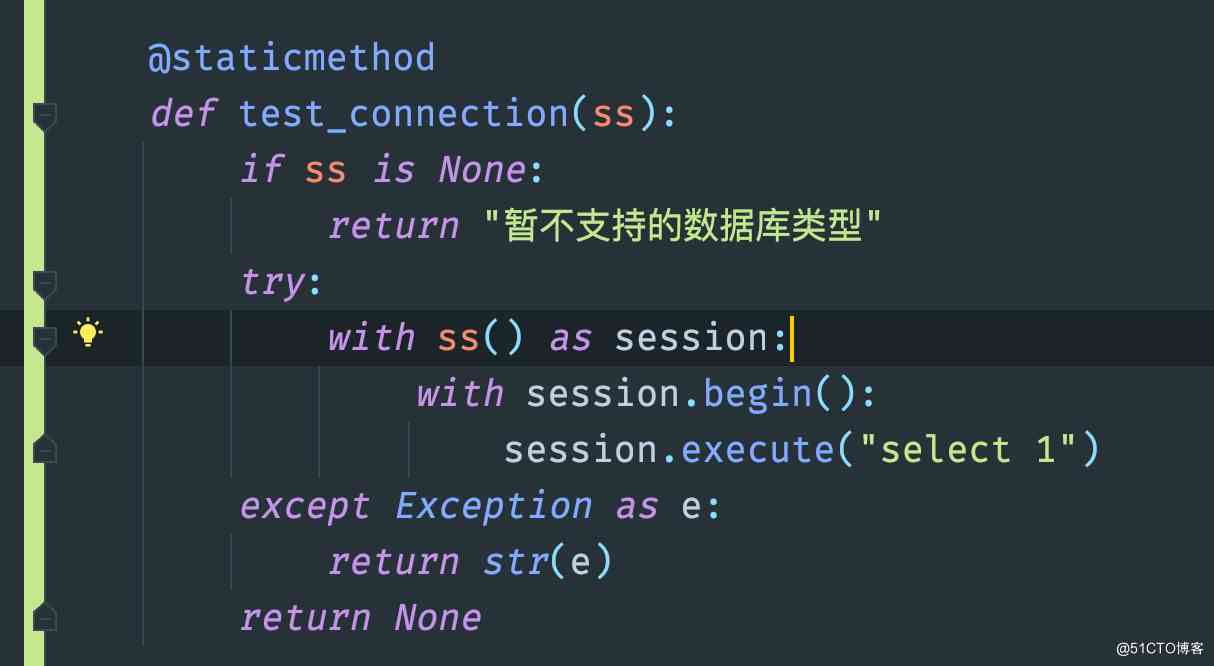 @staticmethod
def test_connection(ss):
if ss is None:
return "暂不支持的数据库类型"
try:
with ss() as session:
with session.begin():
session.execute("select 1")
except Exception as e:
return str(e)
return None
@51CTO博客